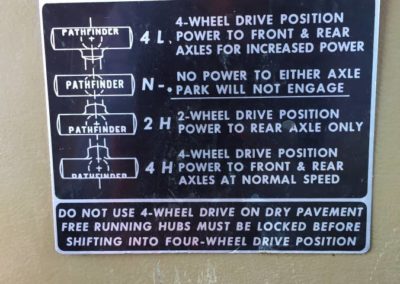 PATHFINDER
4 L.
4-WHEEL DRIVE POSITION
POWER TO FRONT & REAR
AXLES FOR INCREASED POWER
PATHFINDER
N-.
NO POWER TO EITHER AXLE
PARK WILL NOT ENGAGE
PATHFINDER
2 H
2-WHEEL DRIVE POSITION
POWER TO REAR AXLE ONLY
PATHFINDER
4 H
4-WHEEL DRIVE POSITION
POWER TO FRONT & REAR
AXLES AT NORMAL SPEED
DO NOT USE 4-WHEEL DRIVE ON DRY PAVEMENT
FREE RUNNING HUBS MUST BE LOCKED BEFORE
SHIFTING INTO FOUR-WHEEL DRIVE POSITION